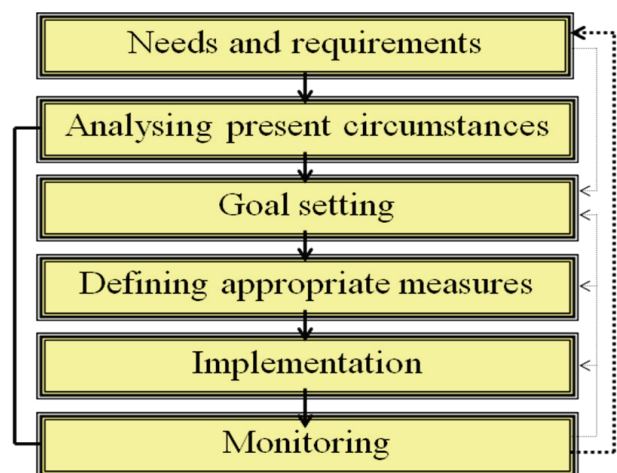 Needs and requirements
Analysing present circumstances
Goal setting
Defining appropriate measures
Implementation
Monitoring